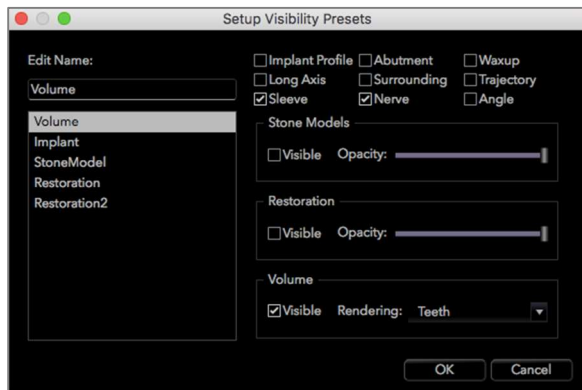 Setup Visibility Presets
Edit Name:
Volume
Volume
Implant
StoneModel
Restoration
Restoration2
Implant Profile Abutment Waxup
Long Axis Surrounding Trajectory
Sleeve Nerve Angle
Stone Models
Visible Opacity:
Restoration
Visible Opacity:
Volume
Visible Rendering: Teeth
OK Cancel